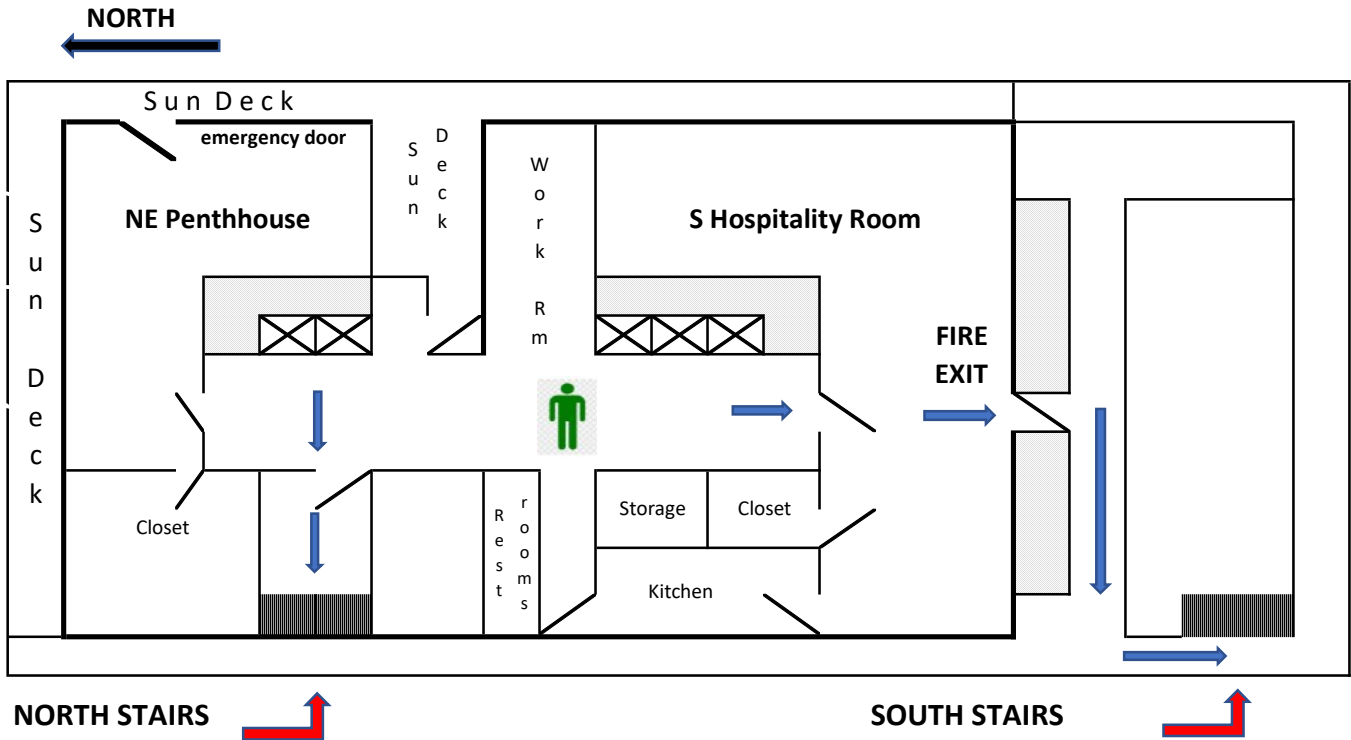 NORTH
Sun Deck
emergency door
Sun
Deck
Work Rm
Sun Deck
NE Penthhouse
S Hospitality Room
FIRE
EXIT
Closet
Rest
rooms
Storage
Closet
Kitchen
NORTH STAIRS
SOUTH STAIRS